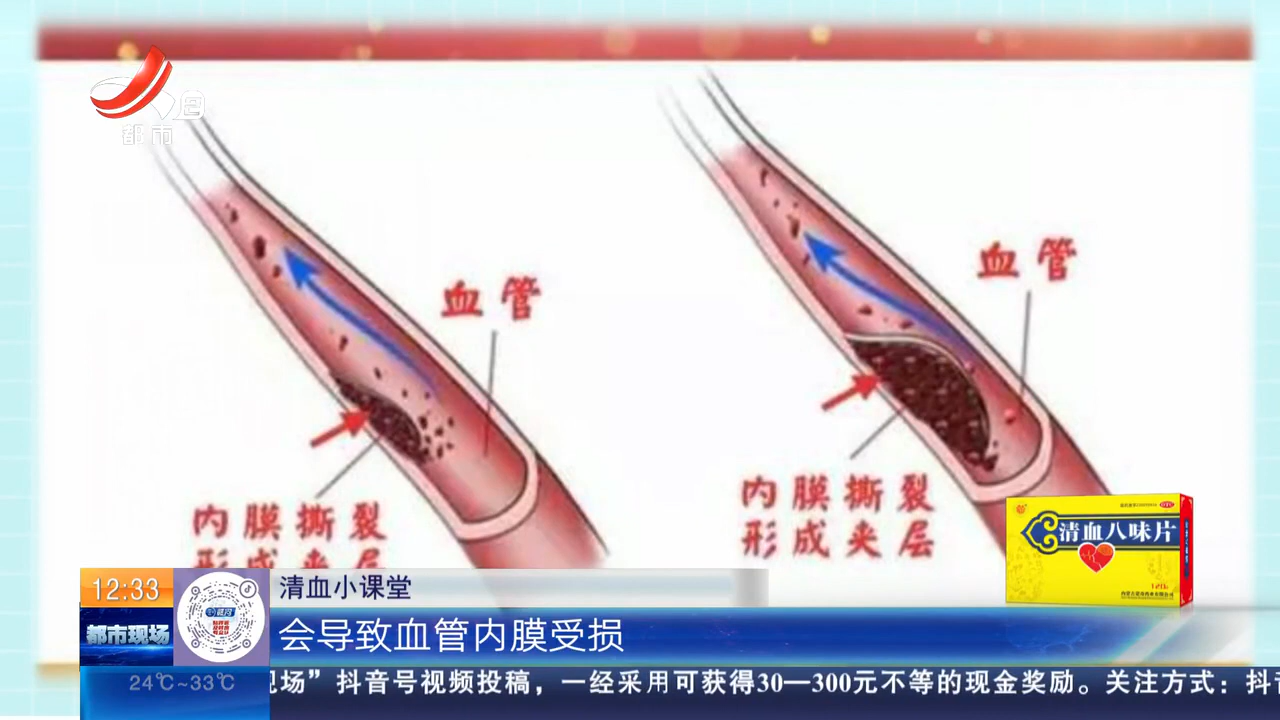 都市
血管
血管
内膜撕裂
形成夹层
内膜撕裂
形成夹层
清血八味片
12:33
清血小课堂
都市现场
会导致血管内膜受损
24℃~33℃
现场”抖音号视频投稿，一经采用可获得30—300元不等的现金奖励。关注方式：抖音